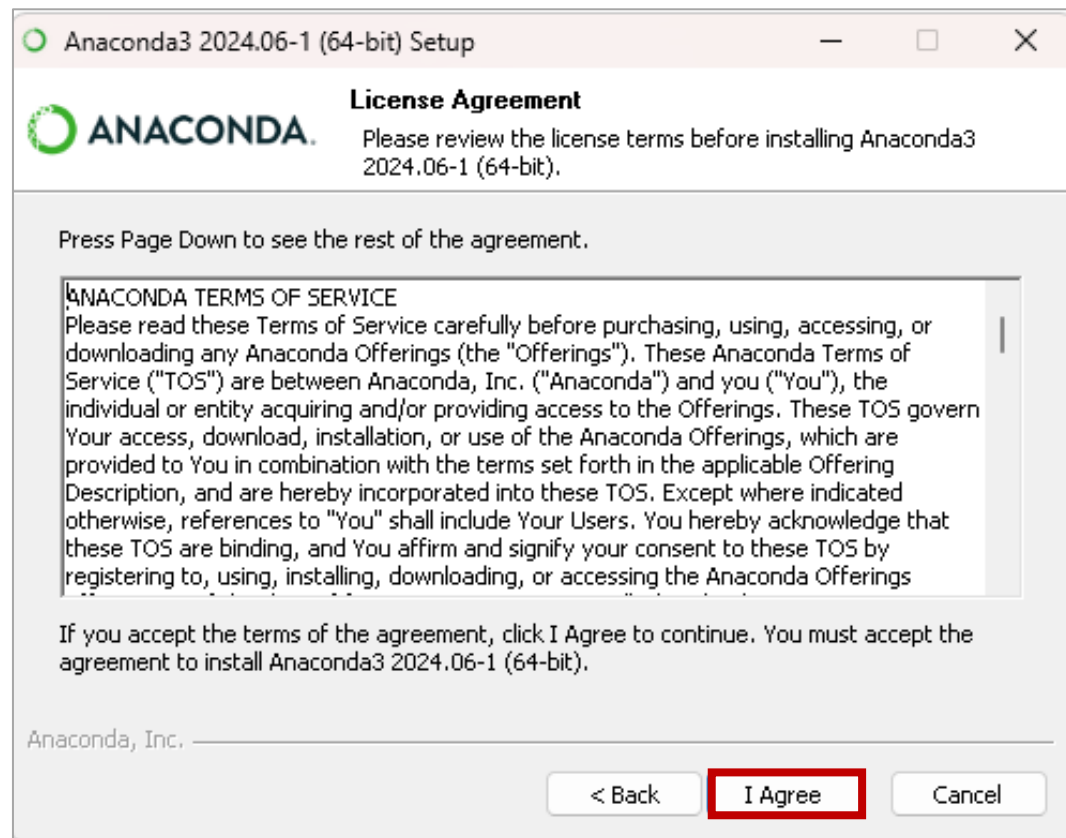 Anaconda3 2024.06-1 (64-bit) Setup
ANACONDA.
License Agreement
Please review the license terms before installing Anaconda3
2024.06-1 (64-bit).
Press Page Down to see the rest of the agreement.
ANACONDA TERMS OF SERVICE
Please read these Terms of Service carefully before purchasing, using, accessing, or
downloading any Anaconda Offerings (the "Offerings"). These Anaconda Terms of
Service ("TOS") are between Anaconda, Inc. ("Anaconda") and you ("You"), the
individual or entity acquiring and/or providing access to the Offerings. These TOS govern
Your access, download, installation, or use of the Anaconda Offerings, which are
provided to You in combination with the terms set forth in the applicable Offering
Description, and are hereby incorporated into these TOS. Except where indicated
otherwise, references to "You" shall include Your Users. You hereby acknowledge that
these TOS are binding, and You affirm and signify your consent to these TOS by
registering to, using, installing, downloading, or accessing the Anaconda Offerings
If you accept the terms of the agreement, click I Agree to continue. You must accept the
agreement to install Anaconda3 2024.06-1 (64-bit).
Anaconda, Inc.
< Back
I Agree
Cancel